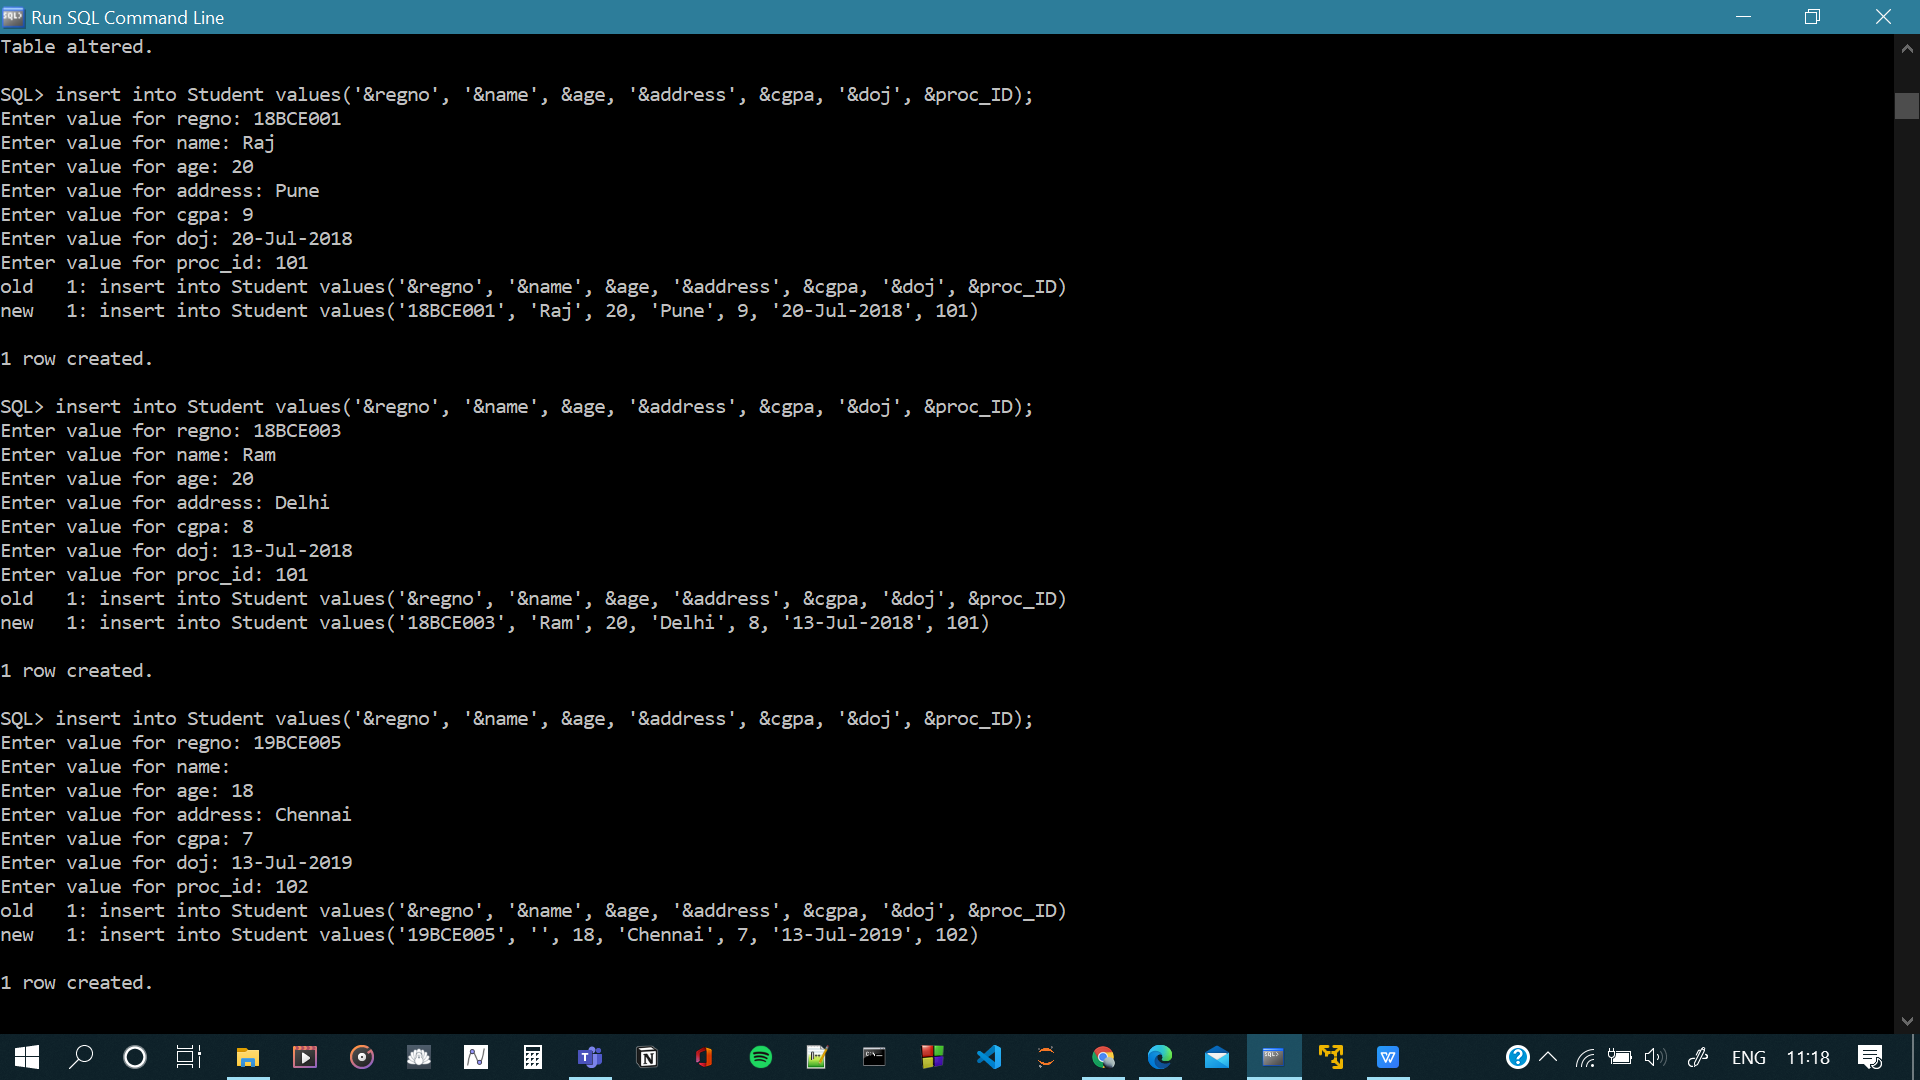 Run SQL Command Line
Table altered.
SQL> insert into Student values('&regno', '&name', &age, '&address', &cgpa, '&doj', &proc_ID);
Enter value for regno: 18BCE001
Enter value for name: Raj
Enter value for age: 20
Enter value for address: Pune
Enter value for cgpa: 9
Enter value for doj: 20-Jul-2018
Enter value for proc_id: 101
old   1: insert into Student values('&regno', '&name', &age, '&address', &cgpa, '&doj', &proc_ID)
new   1: insert into Student values('18BCE001', 'Raj', 20, 'Pune', 9, '20-Jul-2018', 101)
1 row created.
SQL> insert into Student values('&regno', '&name', &age, '&address', &cgpa, '&doj', &proc_ID);
Enter value for regno: 18BCE003
Enter value for name: Ram
Enter value for age: 20
Enter value for address: Delhi
Enter value for cgpa: 8
Enter value for doj: 13-Jul-2018
Enter value for proc_id: 101
old   1: insert into Student values('&regno', '&name', &age, '&address', &cgpa, '&doj', &proc_ID)
new   1: insert into Student values('18BCE003', 'Ram', 20, 'Delhi', 8, '13-Jul-2018', 101)
1 row created.
SQL> insert into Student values('&regno', '&name', &age, '&address', &cgpa, '&doj', &proc_ID);
Enter value for regno: 19BCE005
Enter value for name:
Enter value for age: 18
Enter value for address: Chennai
Enter value for cgpa: 7
Enter value for doj: 13-Jul-2019
Enter value for proc_id: 102
old   1: insert into Student values('&regno', '&name', &age, '&address', &cgpa, '&doj', &proc_ID)
new   1: insert into Student values('19BCE005', '', 18, 'Chennai', 7, '13-Jul-2019', 102)
1 row created.
ENG 11:18